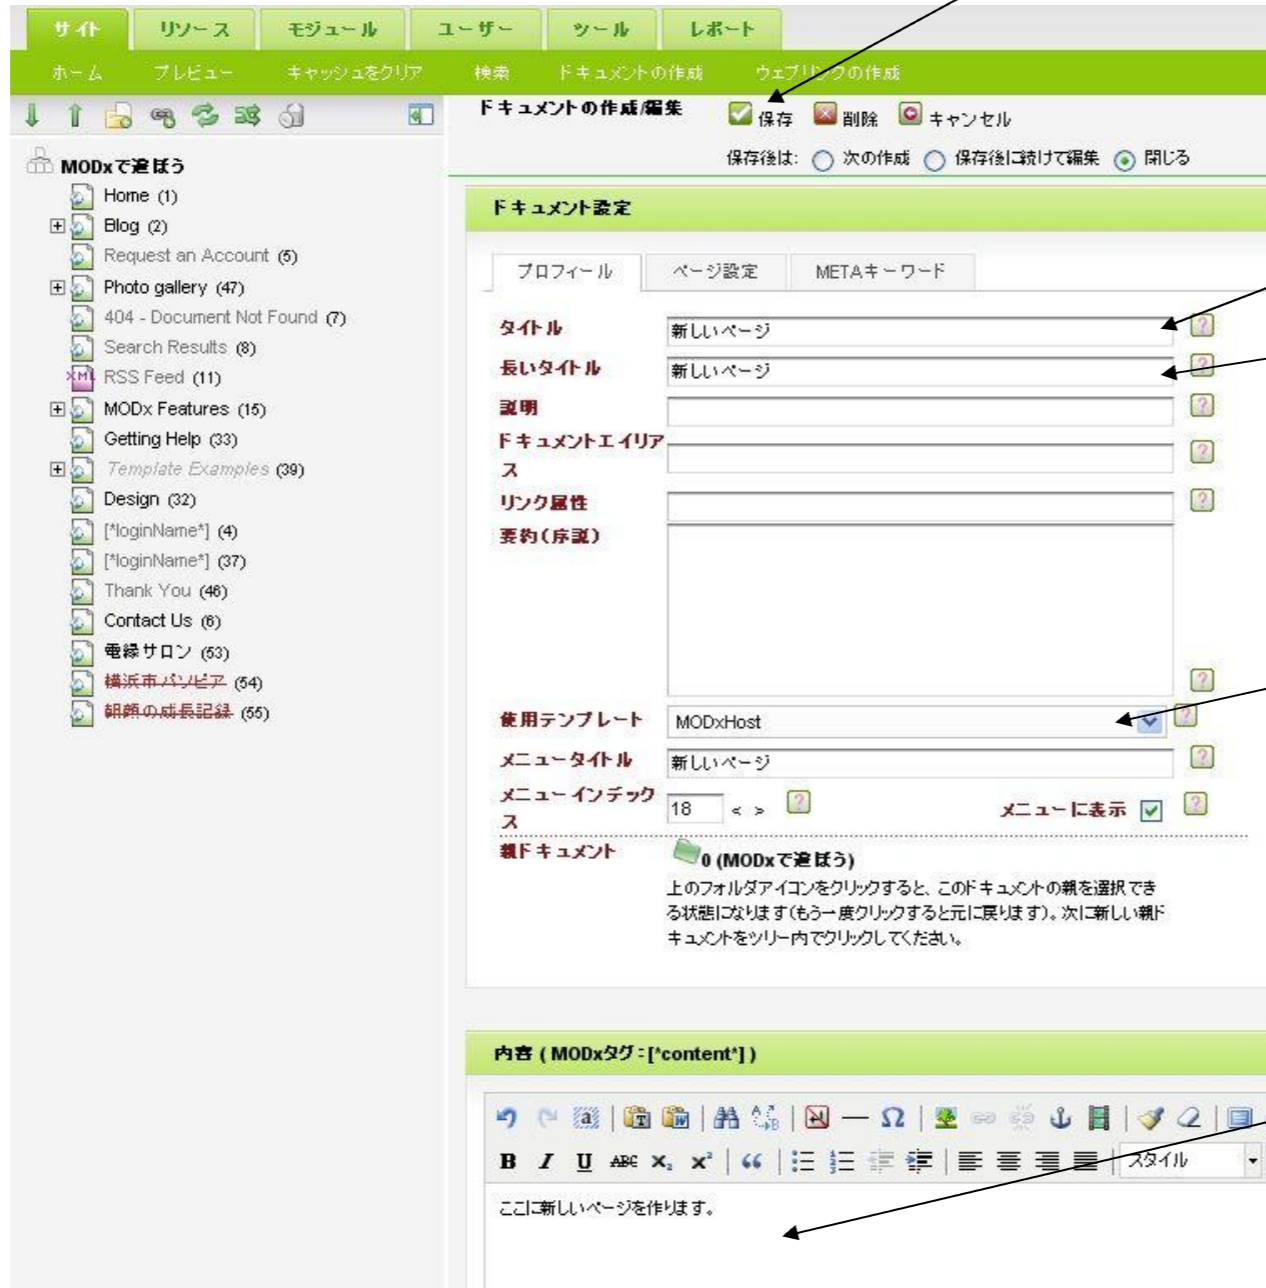 サイト リソース モジュール ユーザー ツール レポート
ホーム プレビュー キャッシュをクリア 検索 ドキュメントの作成 ウェブリンクの作成
ドキュメントの作成/編集 保存 削除 キャンセル
保存後は: 次の作成 保存後に続けて編集 閉じる
MODxで遊ぼう
Home (1)
Blog (2)
Request an Account (5)
Photo gallery (47)
404 - Document Not Found (7)
Search Results (8)
RSS Feed (11)
MODx Features (15)
Getting Help (33)
Template Examples (39)
Design (32)
[*loginName*] (4)
[*loginName*] (37)
Thank You (46)
Contact Us (6)
電縁サロン (53)
横浜市パソピア (54)
朝顔の成長記録 (55)
ドキュメント設定
プロフィール ページ設定 METAキーワード
タイトル 新しいページ
長いタイトル 新しいページ
説明
ドキュメントエイリア
ス
リンク属性
要約(序説)
使用テンプレート MODxHost
メニュータイトル 新しいページ
メニューインデック
ス 18 < > メニューに表示
親ドキュメント 0 (MODxで遊ぼう)
上のフォルダアイコンをクリックすると、このドキュメントの親を選択でき
る状態になります(もう一度クリックすると元に戻ります)。次に新しい親ド
キュメントをツリー内でクリックしてください。
内容 ( MODxタグ:[*content*] )
B I U ABC x₂ x² スタイル
ここに新しいページを作ります。